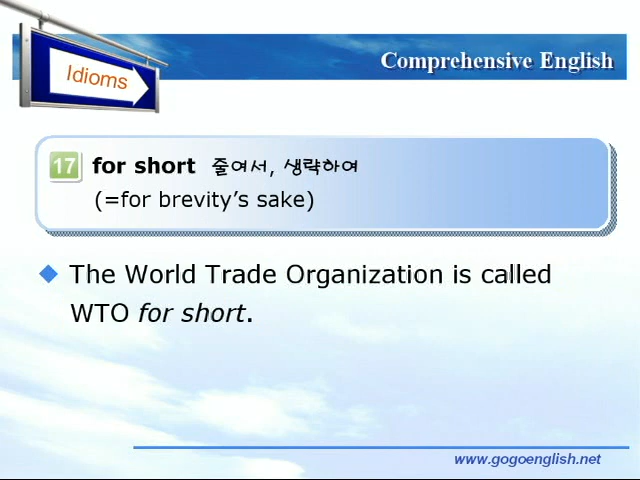 Idioms
Comprehensive English
17 for short 줄여서, 생략하여
(=for brevity's sake)
The World Trade Organization is called
WTO for short.
www.gogoenglish.net